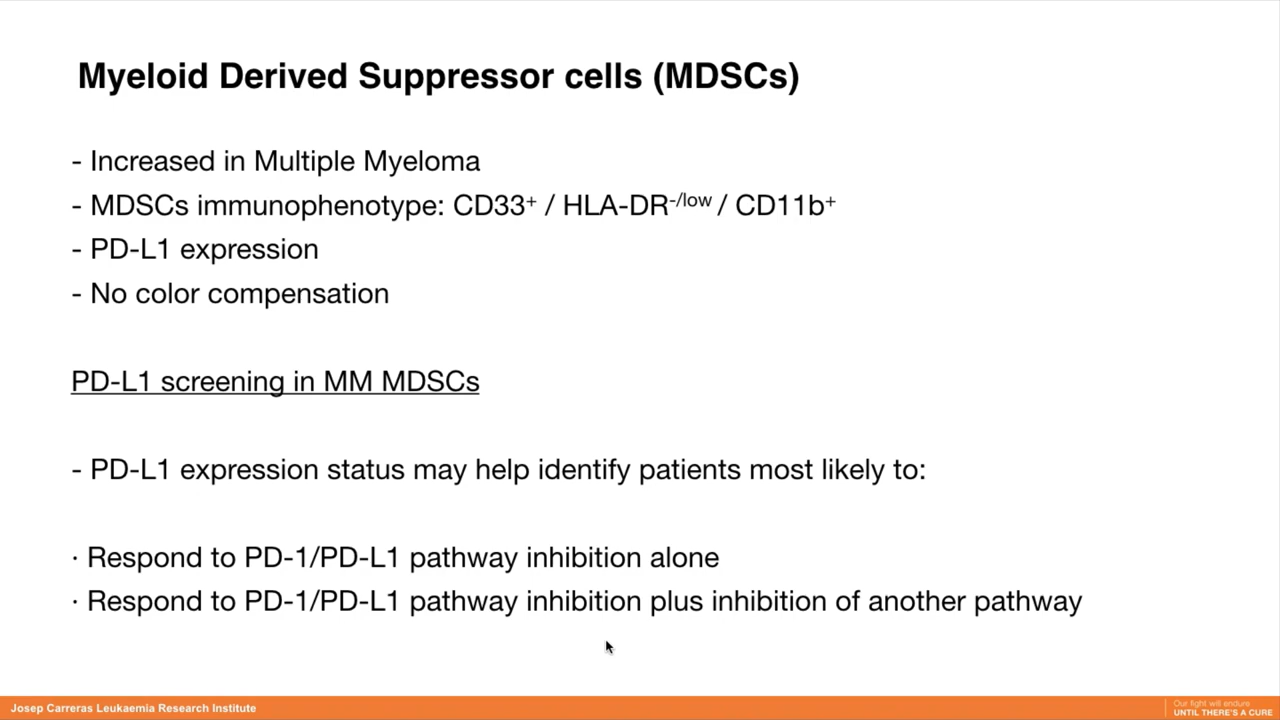 Myeloid Derived Suppressor cells (MDSCs)
- Increased in Multiple Myeloma
- MDSCs immunophenotype: CD33⁺ / HLA-DR⁻/ˡᵒʷ / CD11b⁺
- PD-L1 expression
- No color compensation
PD-L1 screening in MM MDSCs
- PD-L1 expression status may help identify patients most likely to:
· Respond to PD-1/PD-L1 pathway inhibition alone
· Respond to PD-1/PD-L1 pathway inhibition plus inhibition of another pathway
Josep Carreras Leukaemia Research Institute
Our fight will endure
UNTIL THERE'S A CURE